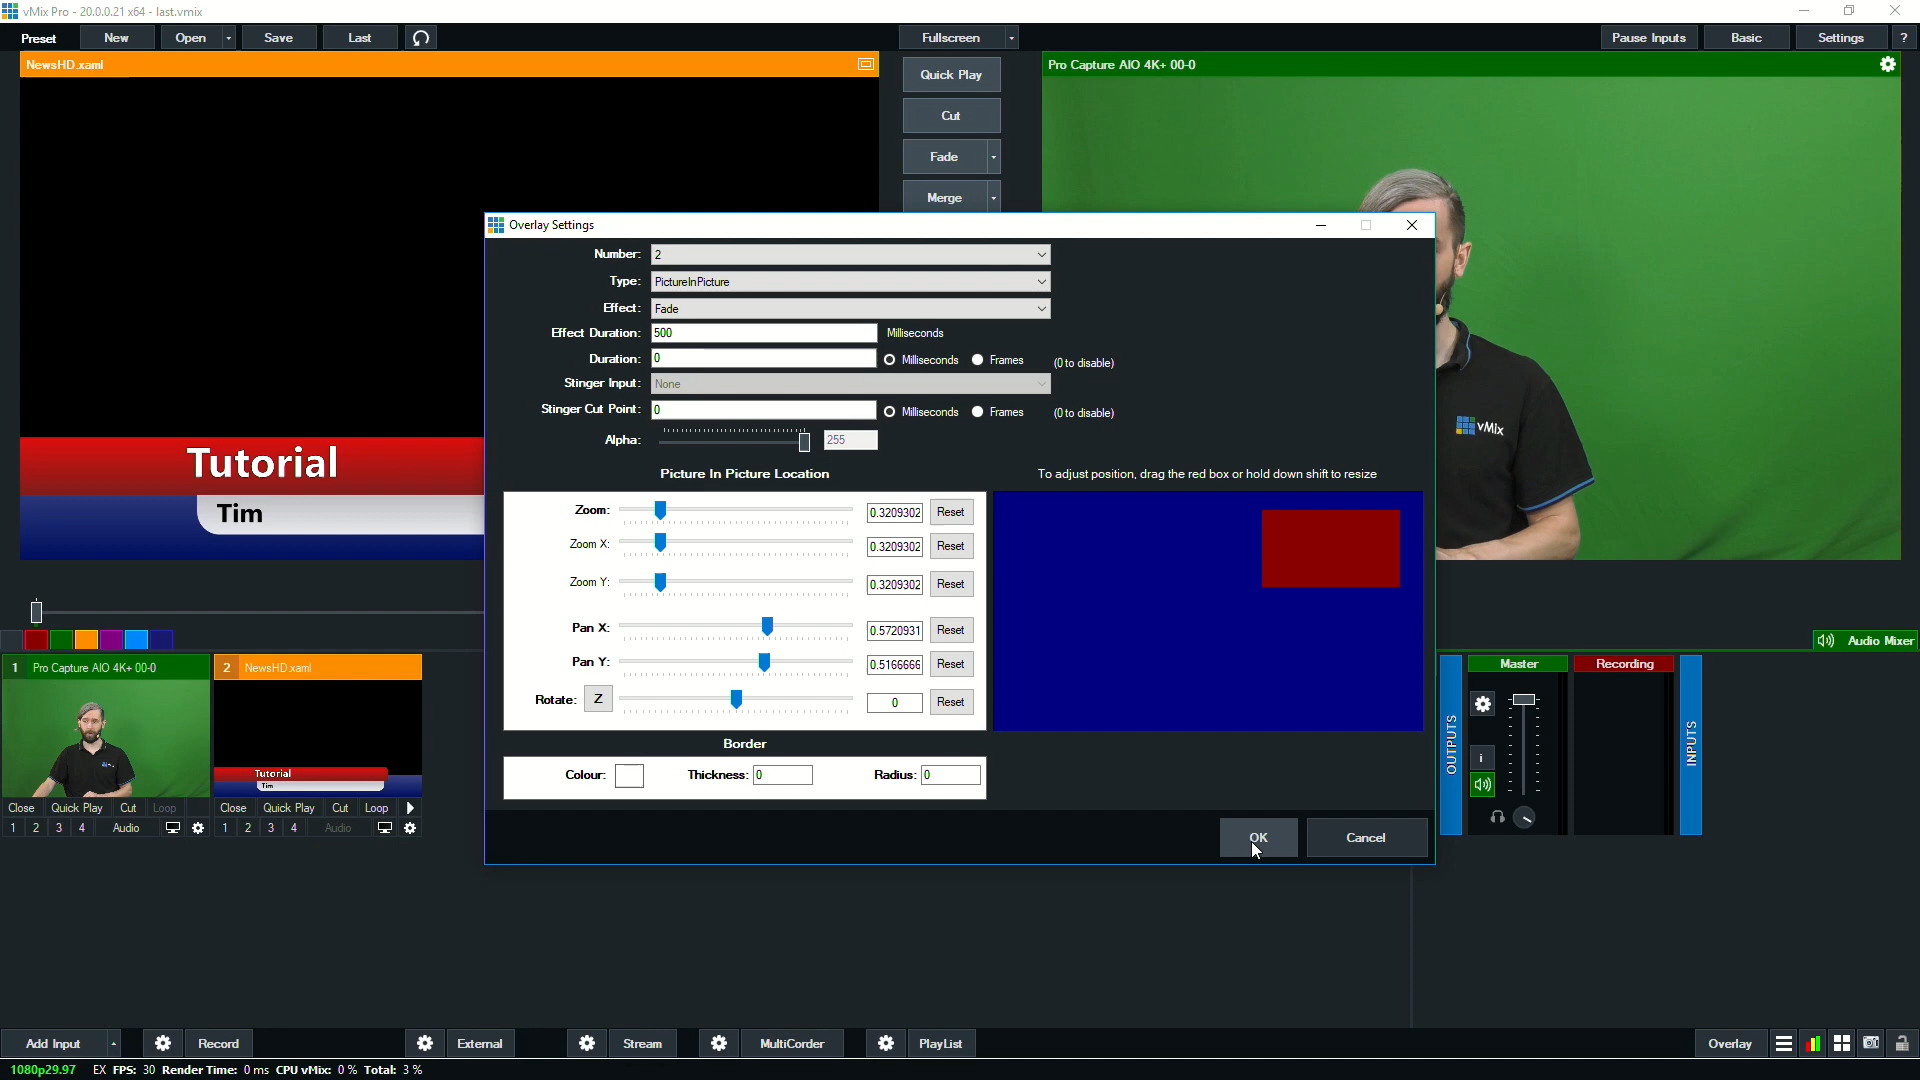 vMix Pro - 20.0.0.21 x64 - last.vmix
Preset New Open Save Last Fullscreen Pause Inputs Basic Settings ?
NewsHD.xaml
Quick Play
Cut
Fade
Merge
Pro Capture AIO 4K+ 00-0
vMix
Tutorial
Tim
Overlay Settings
Number: 2
Type: PictureInPicture
Effect: Fade
Effect Duration: 500 Milliseconds
Duration: 0 Milliseconds Frames (0 to disable)
Stinger Input: None
Stinger Cut Point: 0 Milliseconds Frames (0 to disable)
Alpha: 255
Picture In Picture Location To adjust position, drag the red box or hold down shift to resize
Zoom: 0.3209302 Reset
Zoom X: 0.3209302 Reset
Zoom Y: 0.3209302 Reset
Pan X: 0.5720931 Reset
Pan Y: 0.5166666 Reset
Rotate: Z 0 Reset
Border
Colour: Thickness: 0 Radius: 0
OK Cancel
1 Pro Capture AIO 4K+ 00-0
Close Quick Play Cut Loop
1 2 3 4 Audio
2 NewsHD.xaml
Tutorial
Tim
Close Quick Play Cut Loop
1 2 3 4 Audio
Audio Mixer
OUTPUTS
Master
i
Recording
INPUTS
Add Input Record External Stream MultiCorder PlayList Overlay
1080p29.97 EX FPS: 30 Render Time: 0 ms CPU vMix: 0 % Total: 3 %